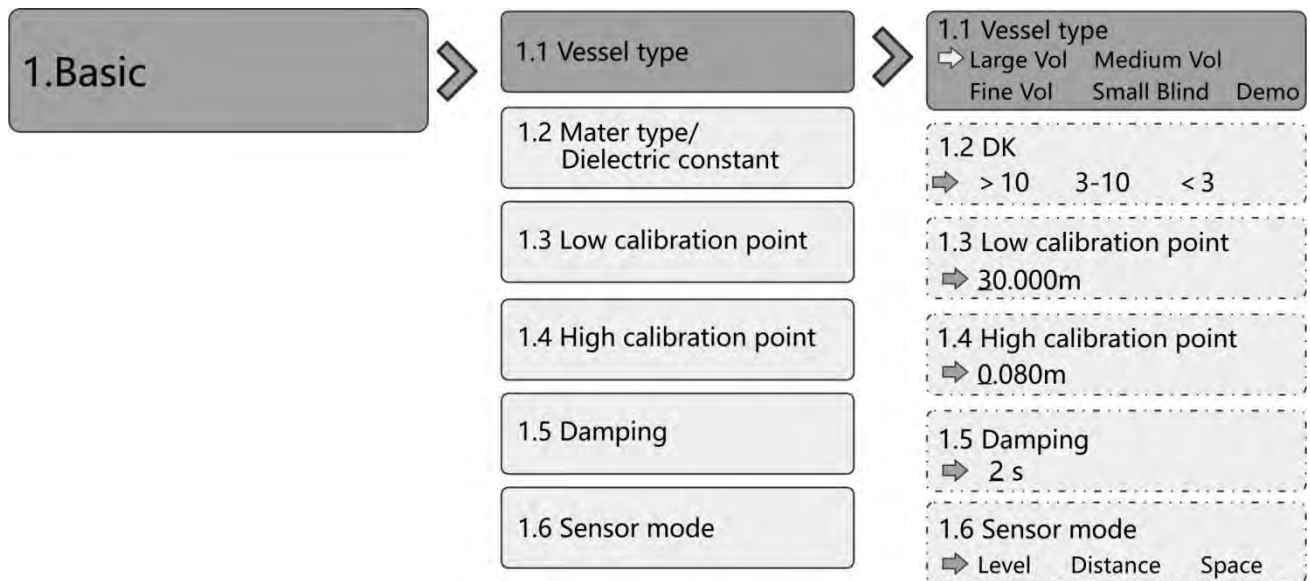 1.Basic
1.1 Vessel type
1.2 Mater type/
Dielectric constant
1.3 Low calibration point
1.4 High calibration point
1.5 Damping
1.6 Sensor mode
1.1 Vessel type
Large Vol Medium Vol
Fine Vol Small Blind Demo
1.2 DK
> 10 3-10 < 3
1.3 Low calibration point
30.000m
1.4 High calibration point
0.080m
1.5 Damping
2 s
1.6 Sensor mode
Level Distance Space